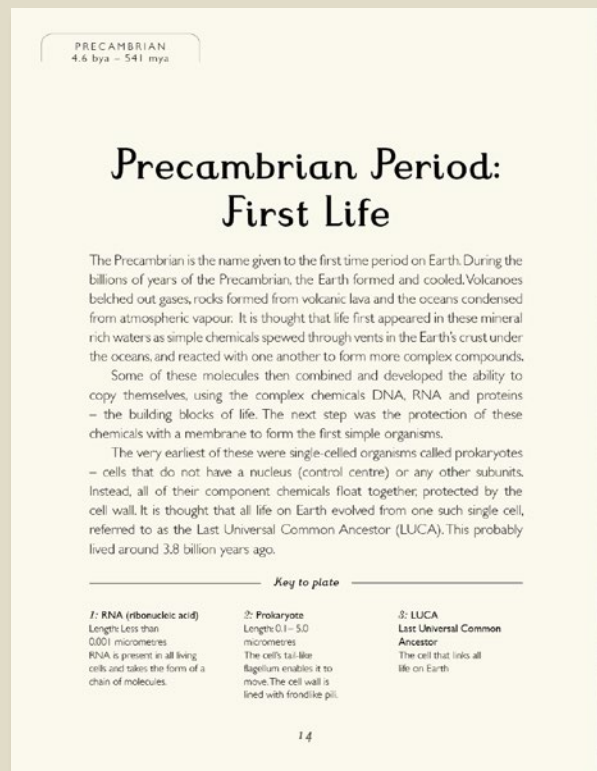 PRECAMBRIAN
4.6 bya – 541 mya
Precambrian Period:
First Life
The Precambrian is the name given to the first time period on Earth. During the
billions of years of the Precambrian, the Earth formed and cooled. Volcanoes
belched out gases, rocks formed from volcanic lava and the oceans condensed
from atmospheric vapour. It is thought that life first appeared in these mineral
rich waters as simple chemicals spewed through vents in the Earth's crust under
the oceans, and reacted with one another to form more complex compounds.
Some of these molecules then combined and developed the ability to
copy themselves, using the complex chemicals DNA, RNA and proteins
– the building blocks of life. The next step was the protection of these
chemicals with a membrane to form the first simple organisms.
The very earliest of these were single-celled organisms called prokaryotes
– cells that do not have a nucleus (control centre) or any other subunits.
Instead, all of their component chemicals float together, protected by the
cell wall. It is thought that all life on Earth evolved from one such single cell,
referred to as the Last Universal Common Ancestor (LUCA). This probably
lived around 3.8 billion years ago.
Key to plate
1: RNA (ribonucleic acid)
Length: Less than
0.001 micrometres
RNA is present in all living
cells and takes the form of a
chain of molecules.
2: Prokaryote
Length: 0.1– 5.0
micrometres
The cell's tail-like
flagellum enables it to
move. The cell wall is
lined with frondlike pili.
3: LUCA
Last Universal Common
Ancestor
The cell that links all
life on Earth
14